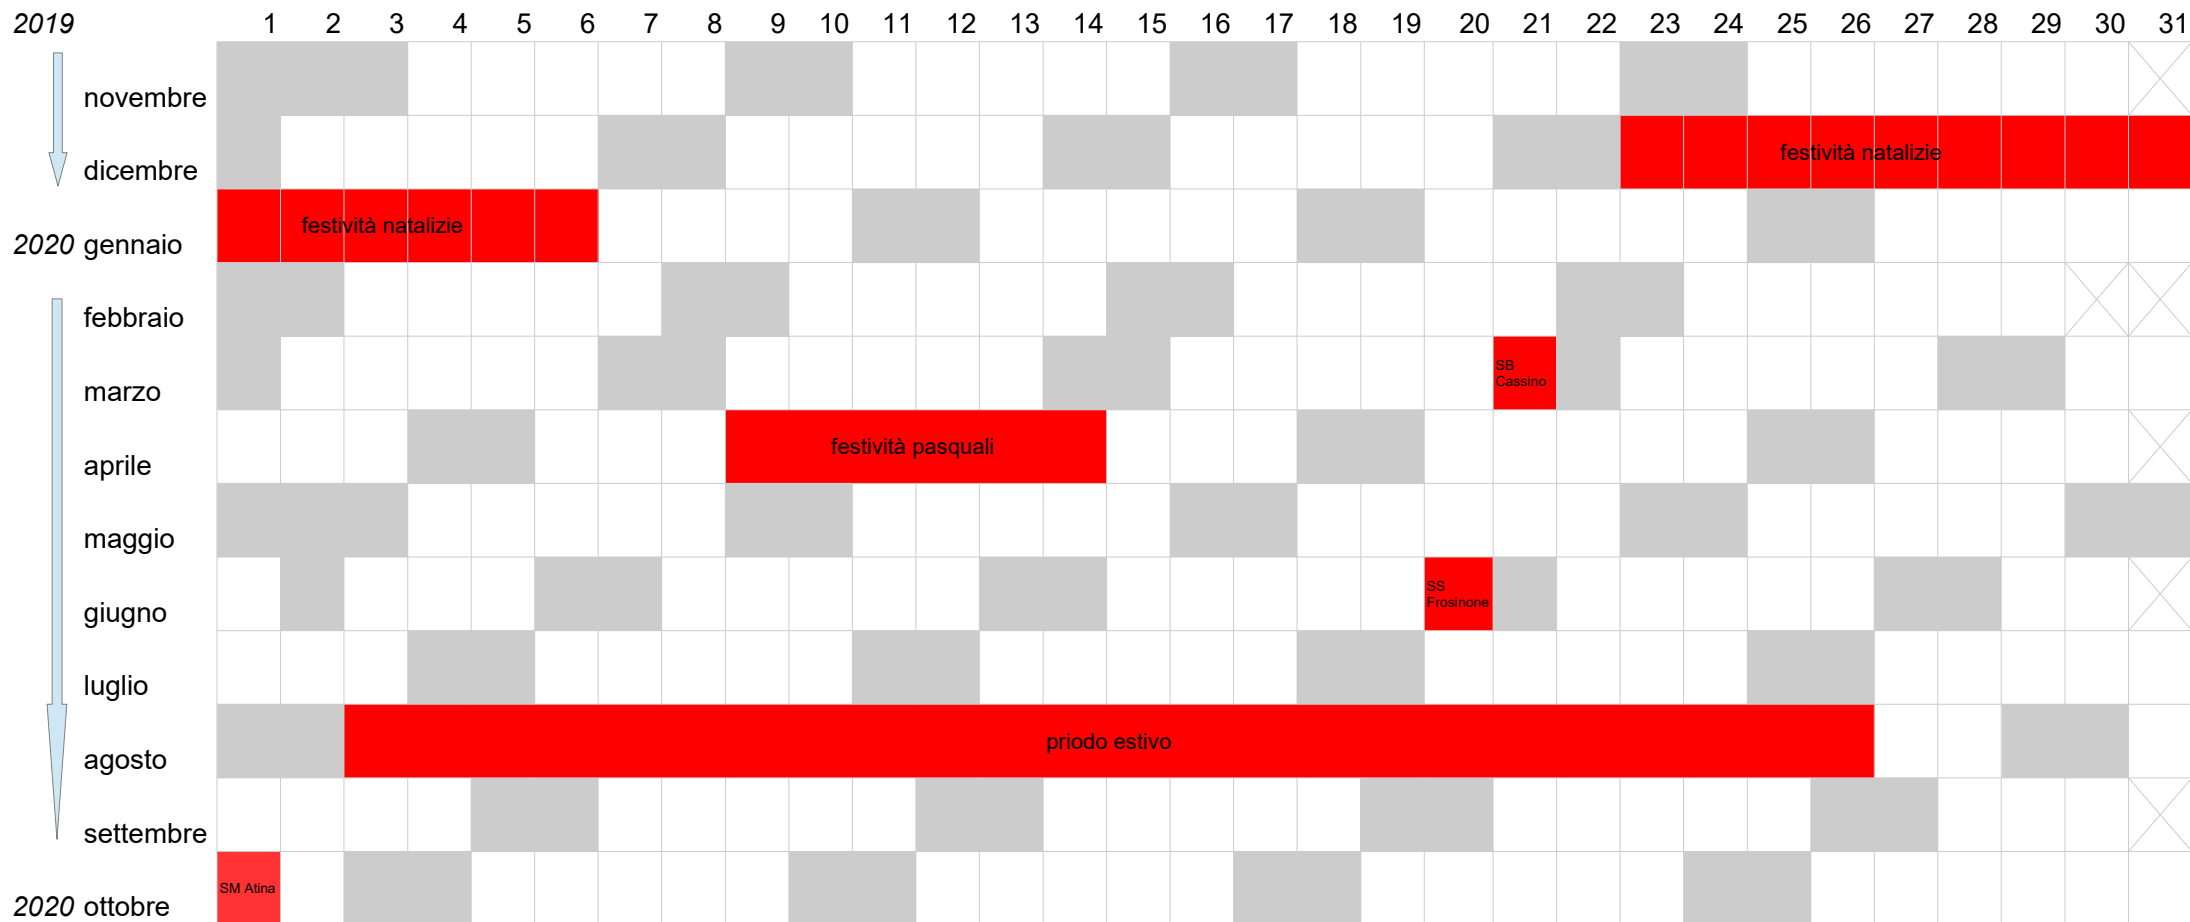 2019 1 2 3 4 5 6 7 8 9 10 11 12 13 14 15 16 17 18 19 20 21 22 23 24 25 26 27 28 29 30 31
novembre
dicembre festività natalizie
2020 gennaio festività natalizie
febbraio
marzo SB
Cassino
aprile festività pasquali
maggio
giugno SS
Frosinone
luglio
agosto priodo estivo
settembre
2020 ottobre SM Atina